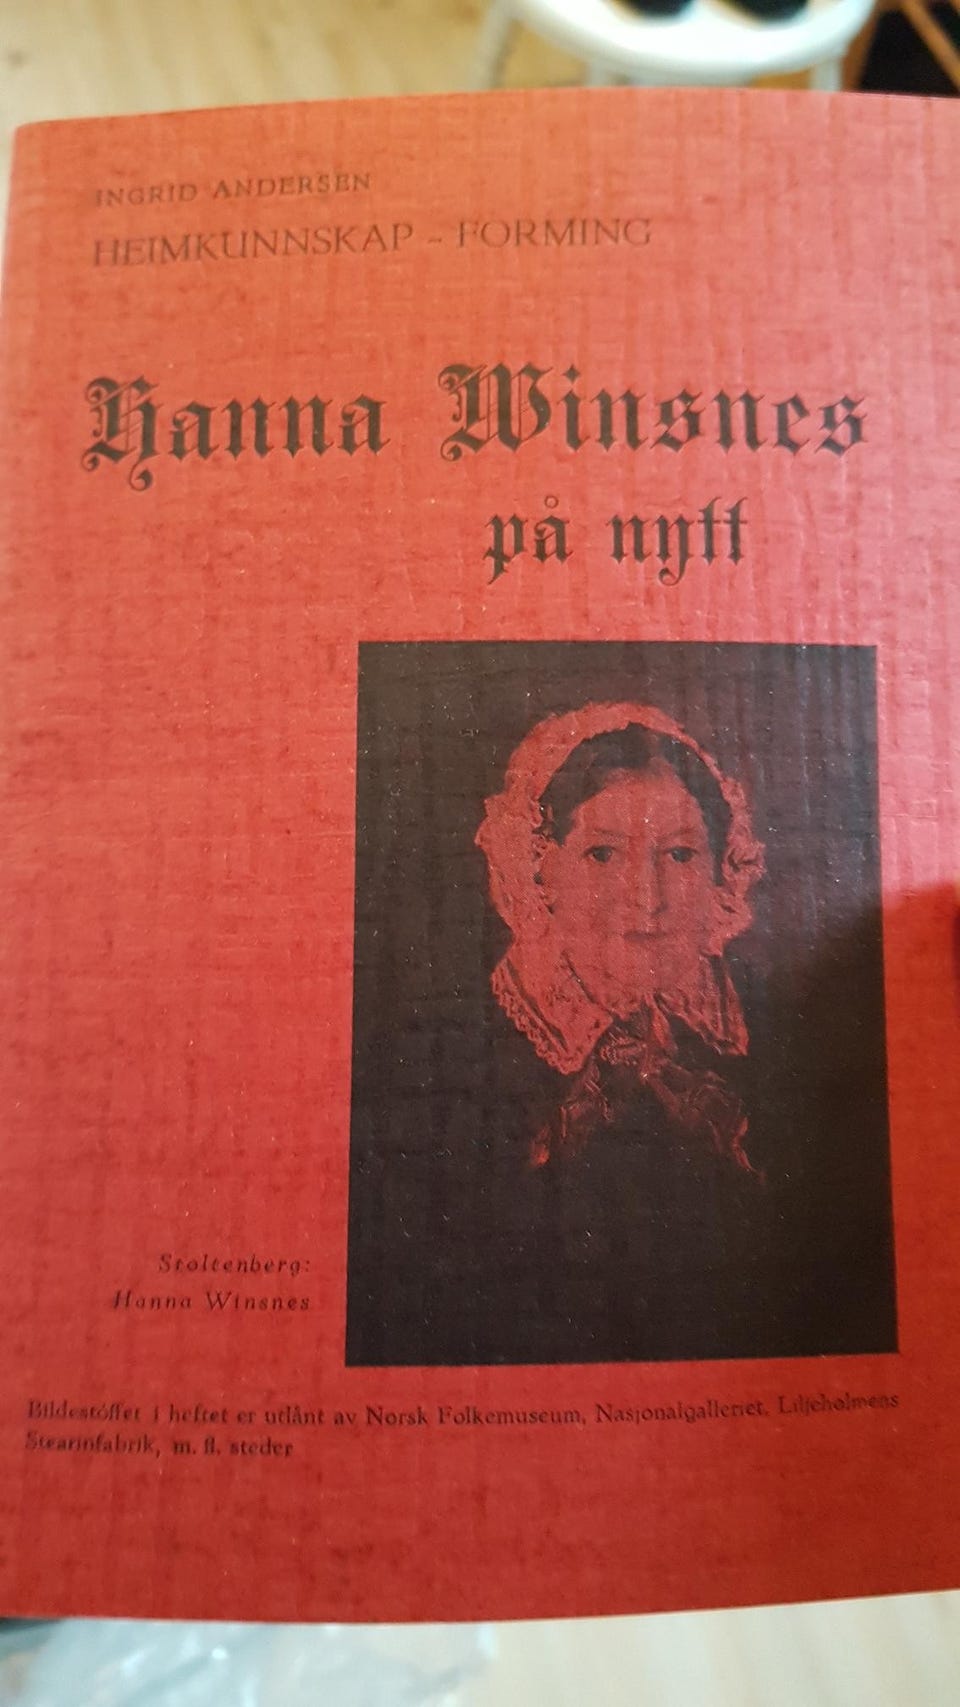 INGRID ANDERSEN
HEIMKUNNSKAP - FORMING
Hanna Winsnes
på nytt
Stoltenberg:
Hanna Winsnes
Bildestoffet i heftet er utlånt av Norsk Folkemuseum, Nasjonalgalleriet, Liljeholmens
Stearinfabrik, m. fl. steder